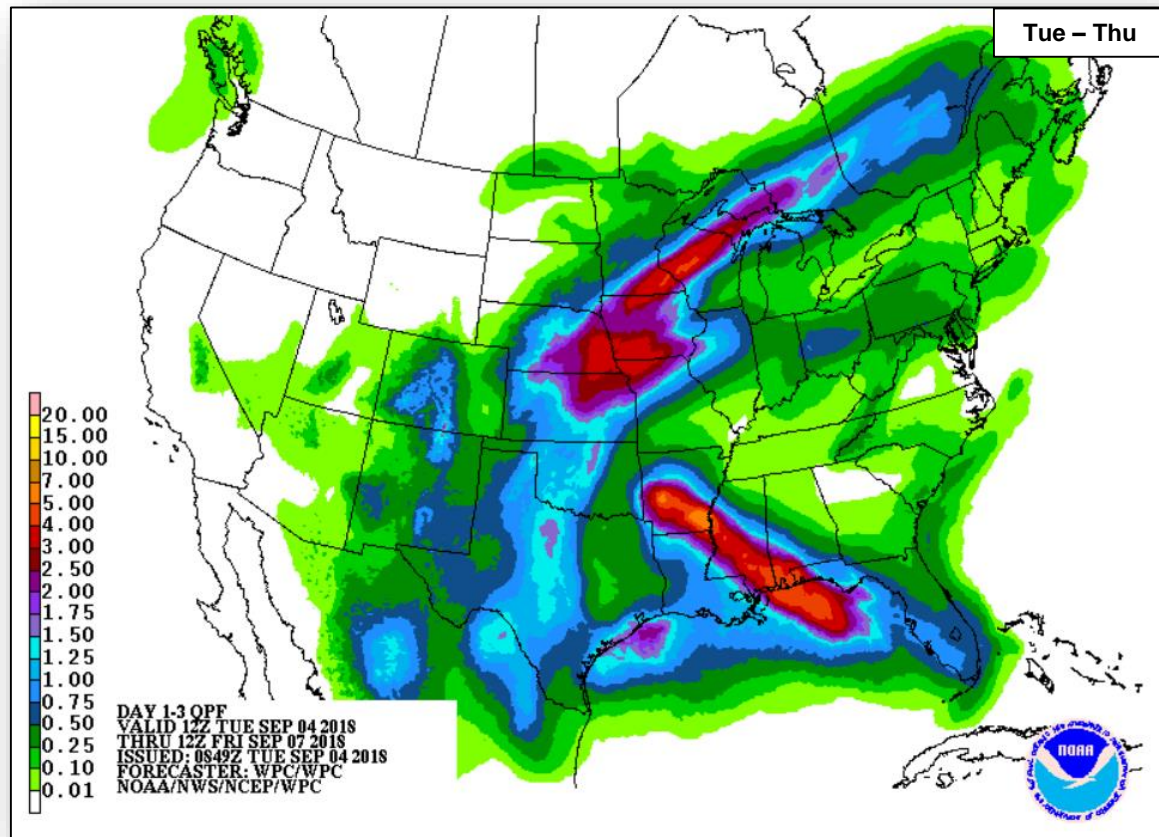 Tue – Thu
20.00
15.00
10.00
7.00
5.00
4.00
3.00
2.50
2.00
1.75
1.50
1.25
1.00
0.75
0.50
0.25
0.10
0.01
DAY 1-3 QPF
VALID 12Z TUE SEP 04 2018
THRU 12Z FRI SEP 07 2018
ISSUED: 0849Z TUE SEP 04 2018
FORECASTER: WPC/WPC
NOAA/NWS/NCEP/WPC
NOAA